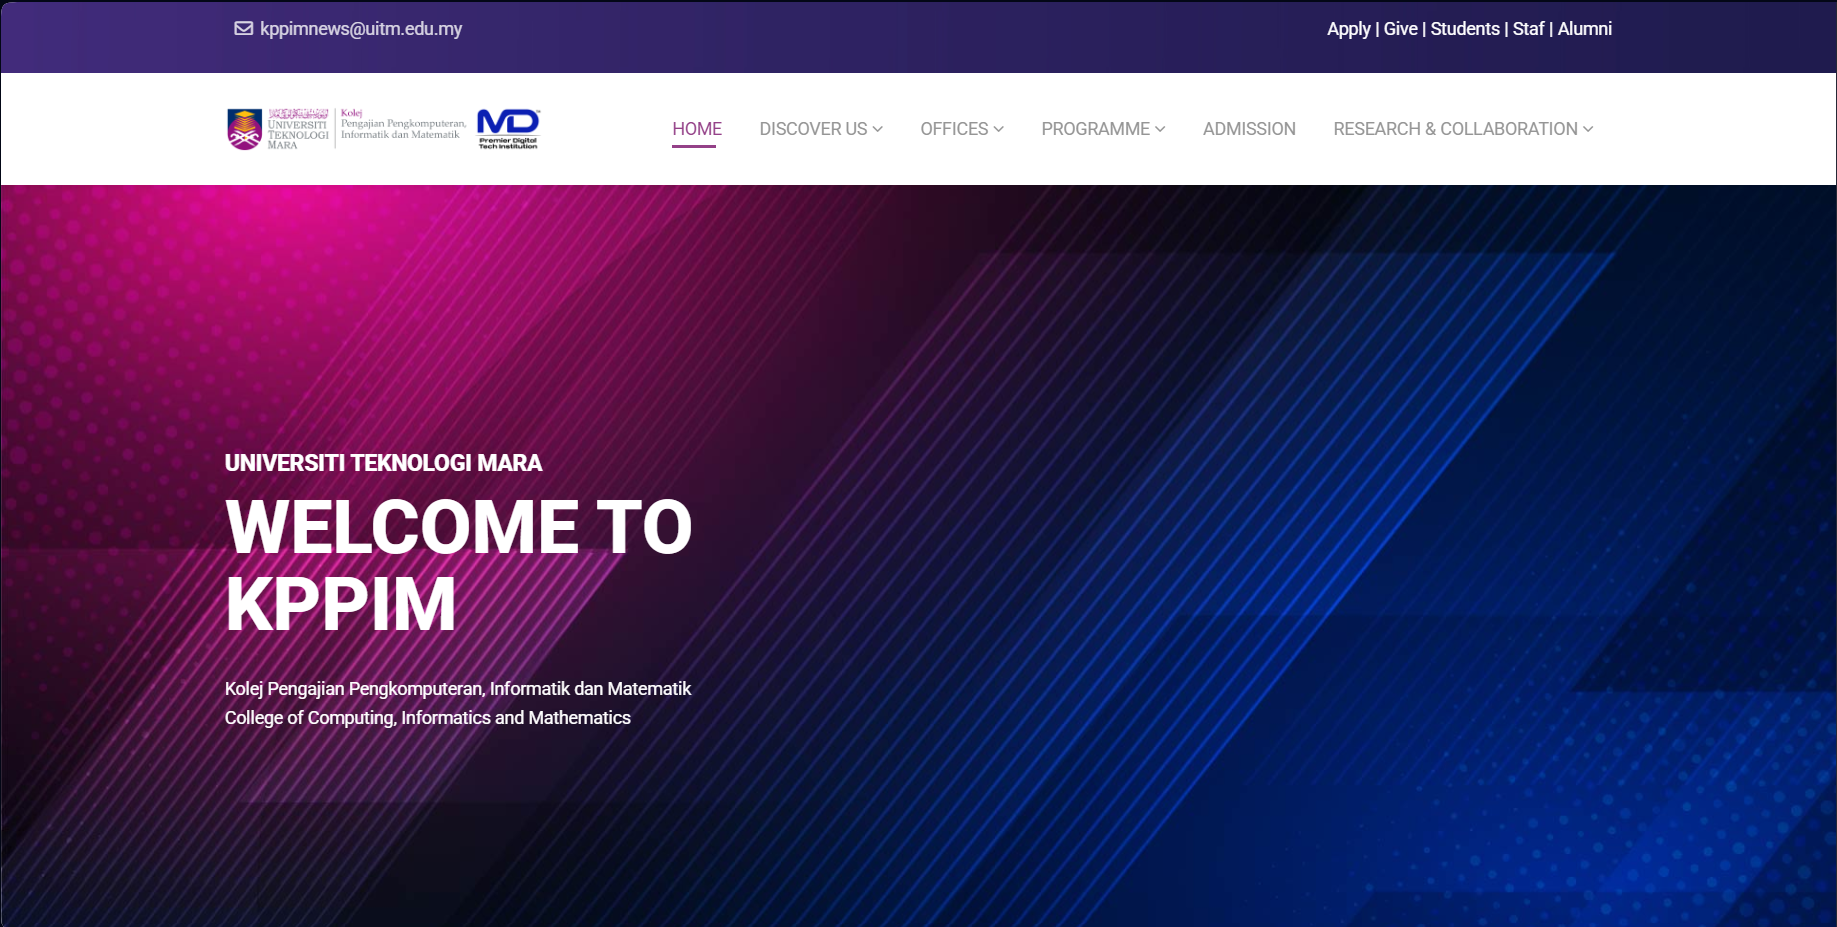 kppimnews@uitm.edu.my
Apply | Give | Students | Staf | Alumni
UNIVERSITI
TEKNOLOGI
MARA
Kolej
Pengajian Pengkomputeran,
Informatik dan Matematik
MD
Premier Digital
Tech Institution
HOME
DISCOVER US
OFFICES
PROGRAMME
ADMISSION
RESEARCH & COLLABORATION
UNIVERSITI TEKNOLOGI MARA
WELCOME TO
KPPIM
Kolej Pengajian Pengkomputeran, Informatik dan Matematik
College of Computing, Informatics and Mathematics